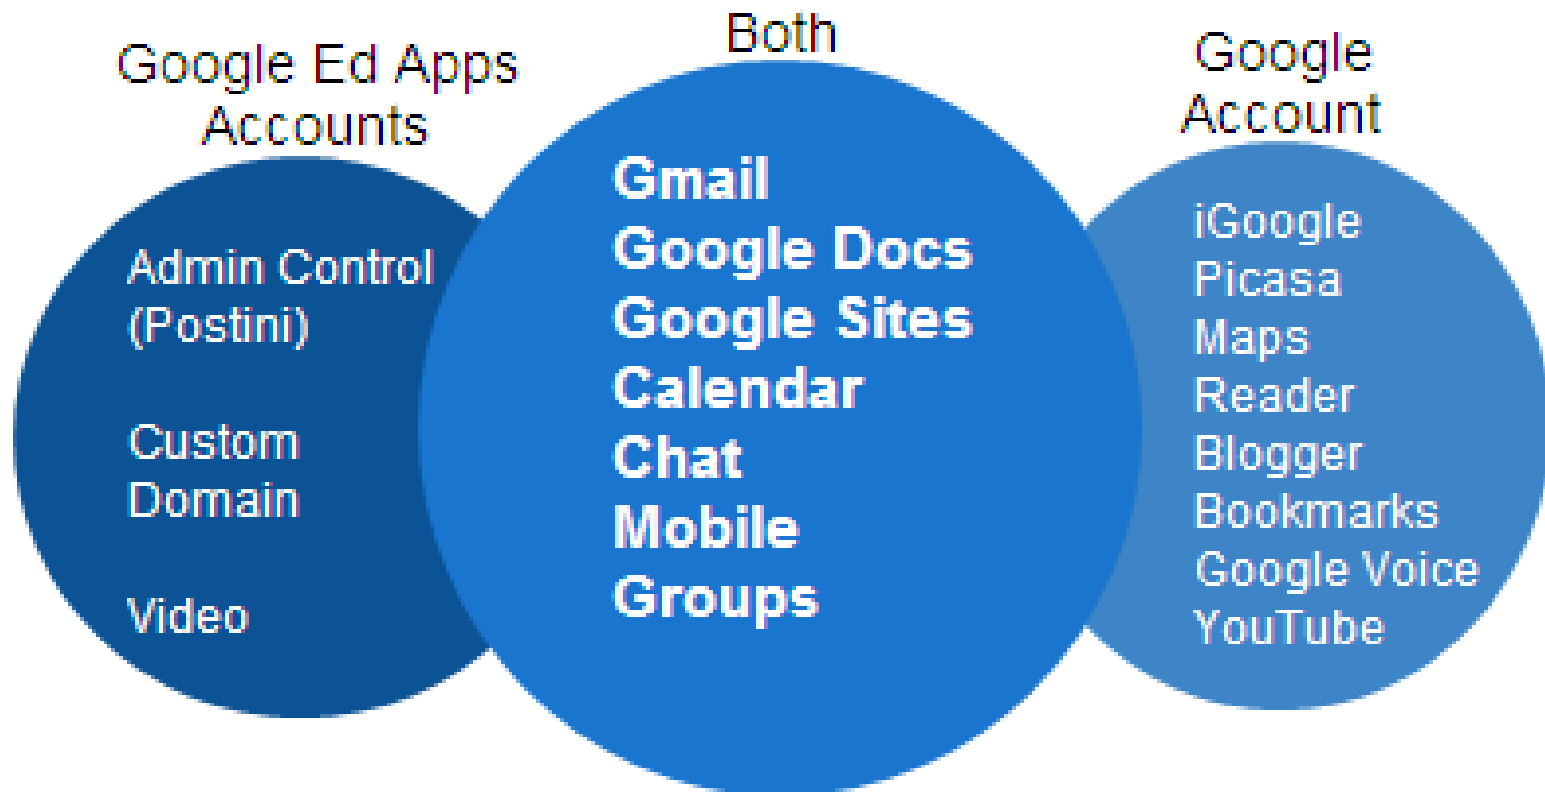 Google Ed Apps
Accounts
Admin Control
(Postini)
Custom
Domain
Video
Both
Gmail
Google Docs
Google Sites
Calendar
Chat
Mobile
Groups
Google
Account
iGoogle
Picasa
Maps
Reader
Blogger
Bookmarks
Google Voice
YouTube